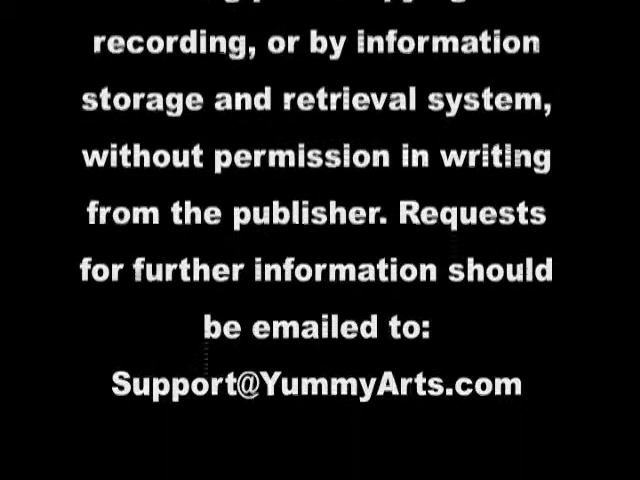 recording, or by information
storage and retrieval system,
without permission in writing
from the publisher. Requests
for further information should
be emailed to:
Support@YummyArts.com